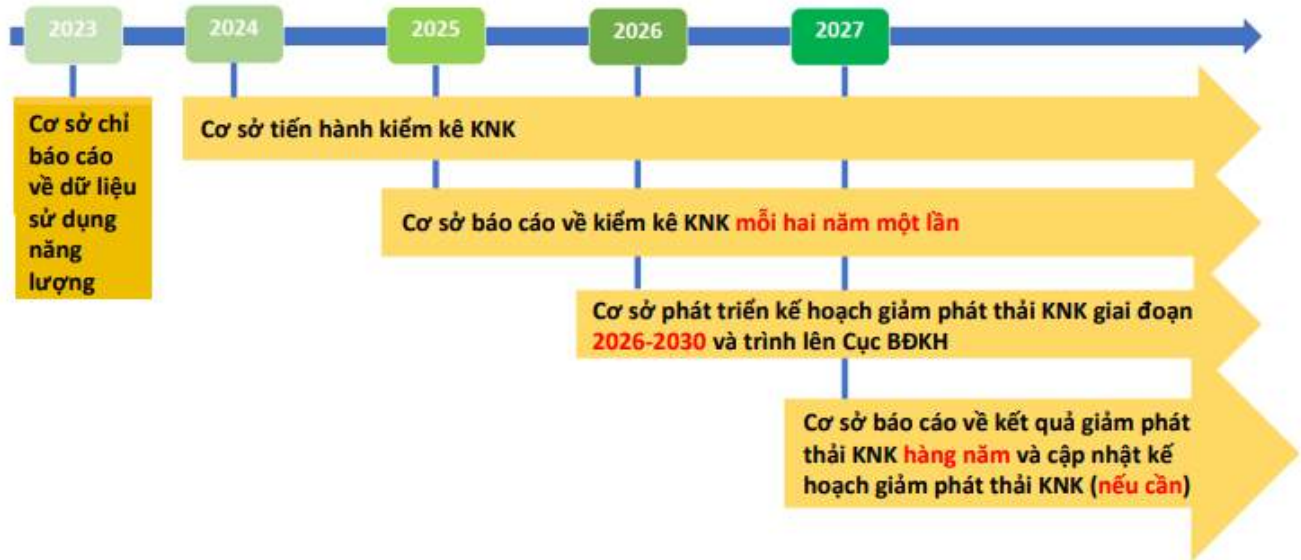 2023
2024
2025
2026
2027
Cơ sở chỉ
báo cáo
về dữ liệu
sử dụng
năng
lượng
Cơ sở tiến hành kiểm kê KNK
Cơ sở báo cáo về kiểm kê KNK mỗi hai năm một lần
Cơ sở phát triển kế hoạch giảm phát thải KNK giai đoạn
2026-2030 và trình lên Cục BĐKH
Cơ sở báo cáo về kết quả giảm phát
thải KNK hàng năm và cập nhật kế
hoạch giảm phát thải KNK (nếu cần)